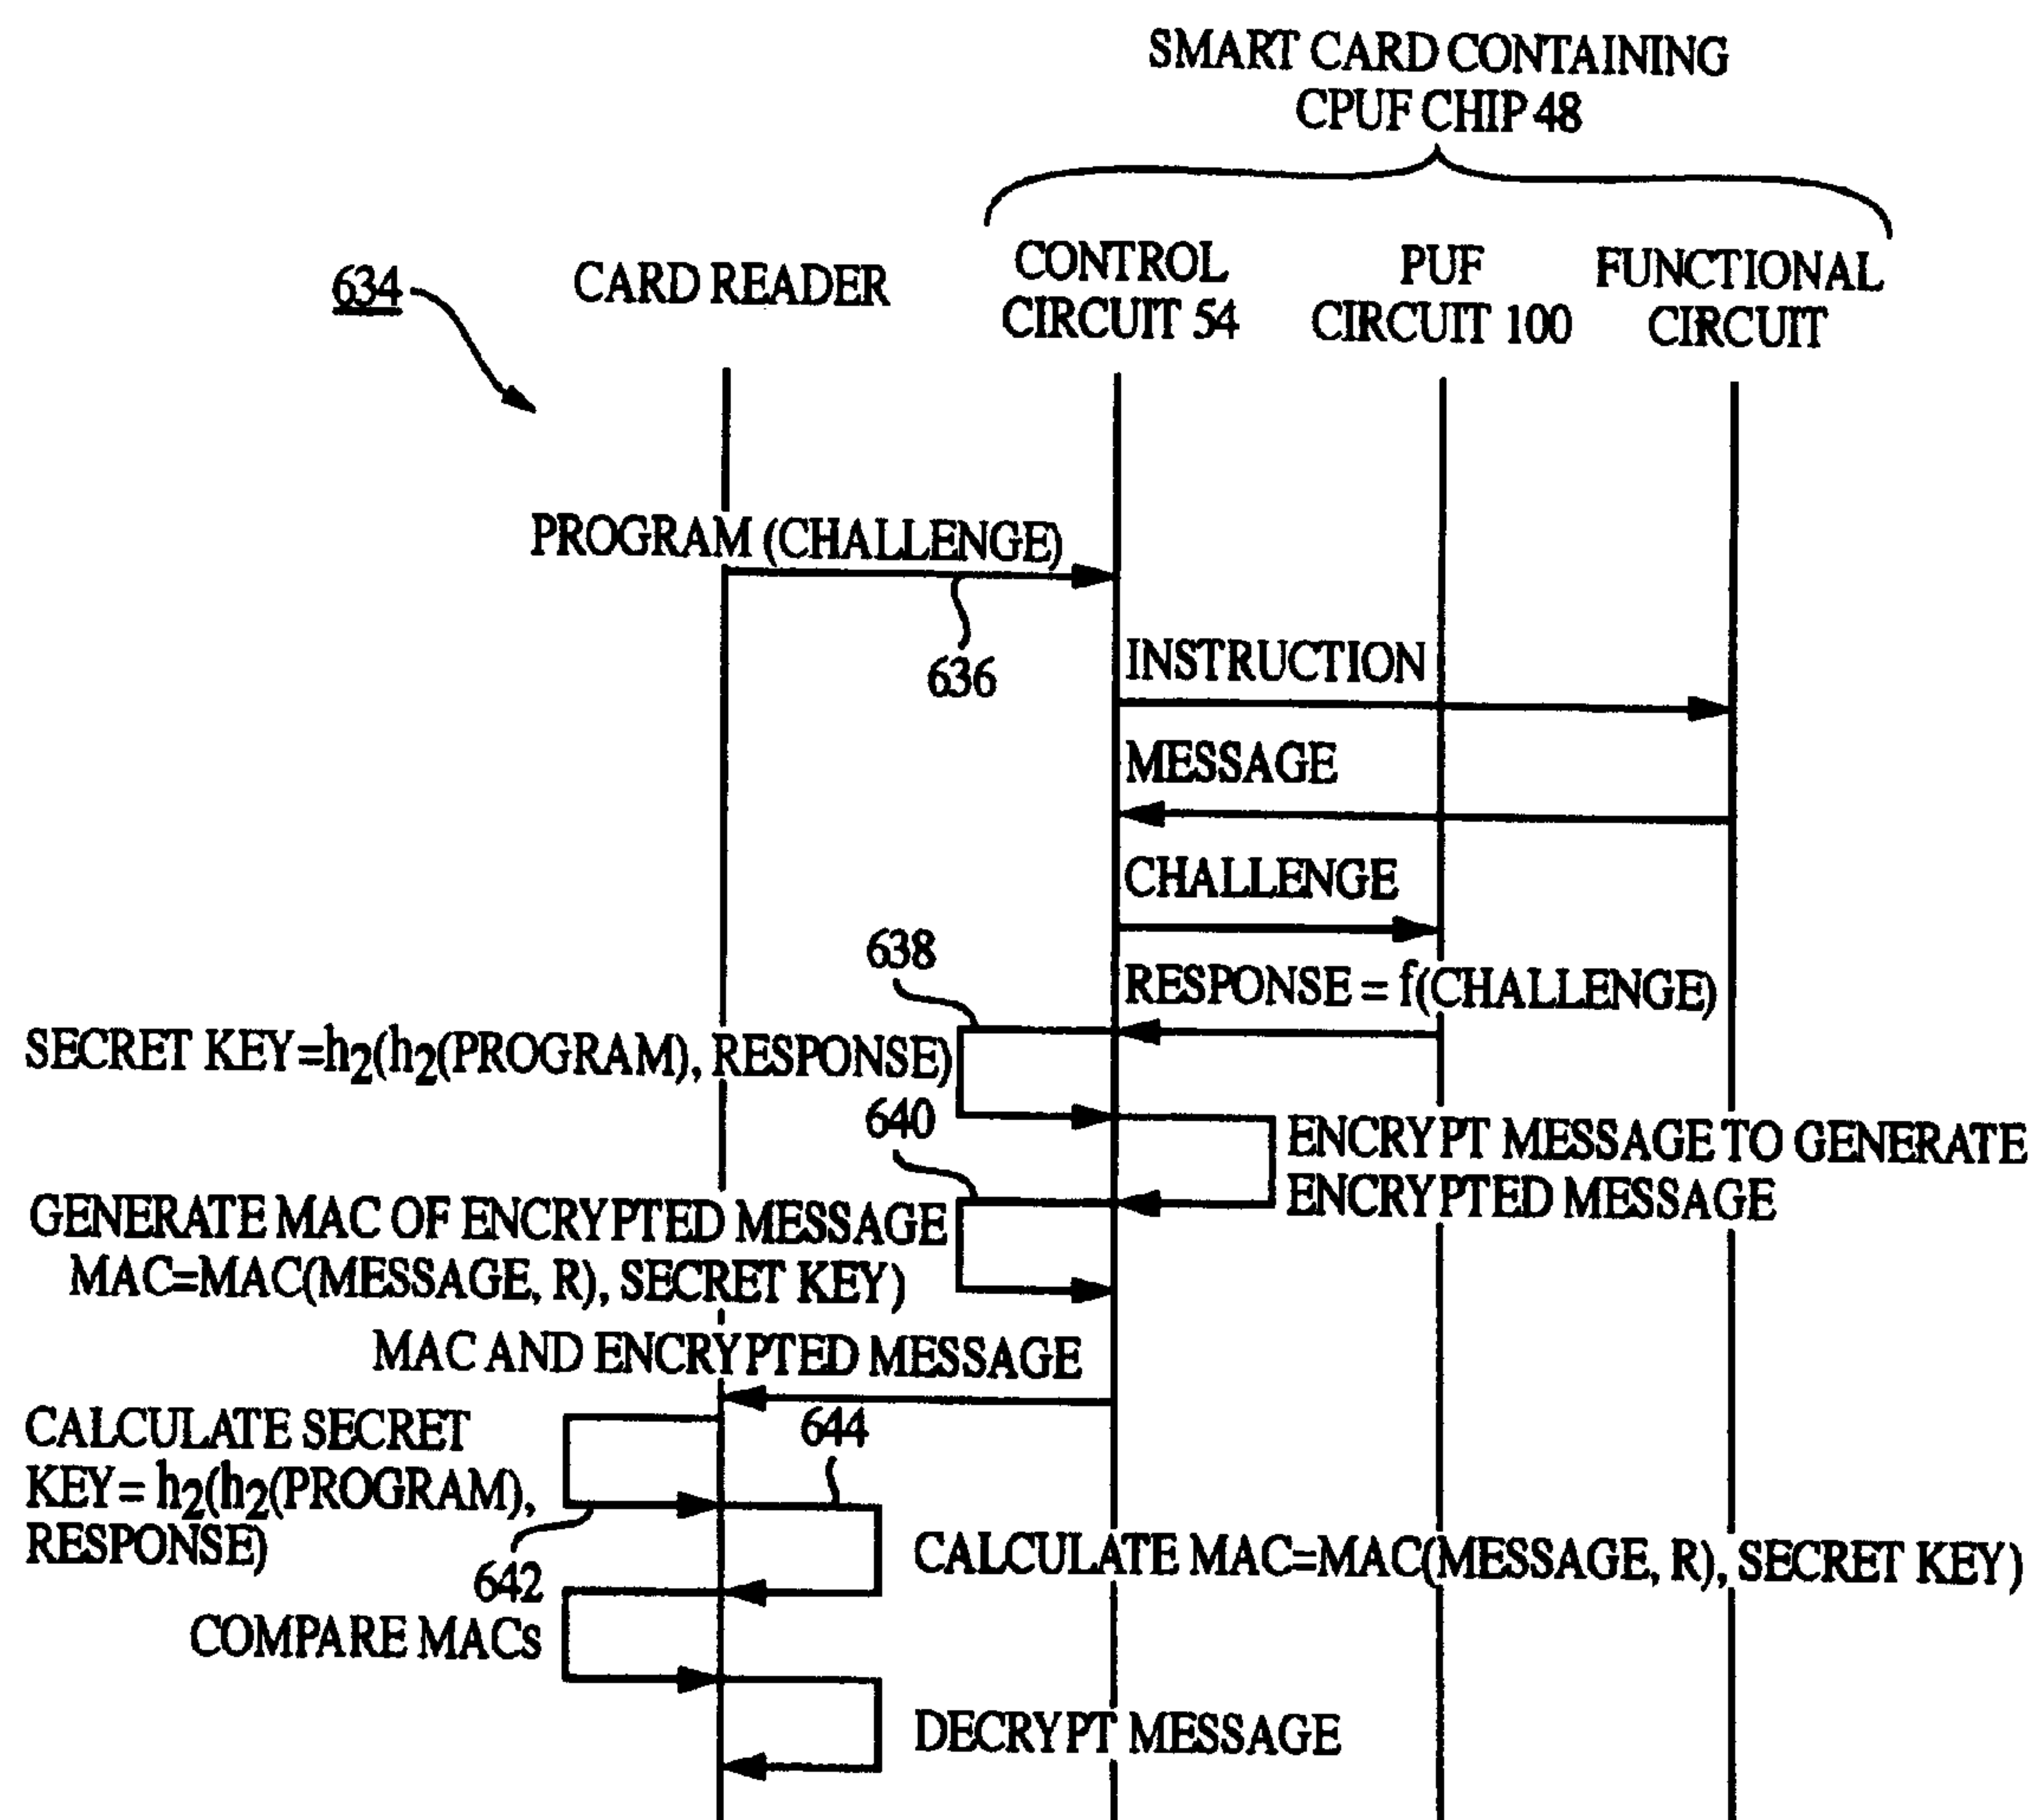 SMART CARD CONTAINING
CPUF CHIP 48
634
CARD READER
CONTROL
CIRCUIT 54
PUF
CIRCUIT 100
FUNCTIONAL
CIRCUIT
PROGRAM (CHALLENGE)
636
INSTRUCTION
MESSAGE
CHALLENGE
638
RESPONSE = f(CHALLENGE)
SECRET KEY=h2(h2(PROGRAM), RESPONSE)
640
ENCRYPT MESSAGE TO GENERATE
ENCRYPTED MESSAGE
GENERATE MAC OF ENCRYPTED MESSAGE
MAC=MAC(MESSAGE, R), SECRET KEY)
MAC AND ENCRYPTED MESSAGE
644
CALCULATE SECRET
KEY= h2(h2(PROGRAM),
RESPONSE)
642
CALCULATE MAC=MAC(MESSAGE, R), SECRET KEY)
COMPARE MACs
DECRYPT MESSAGE